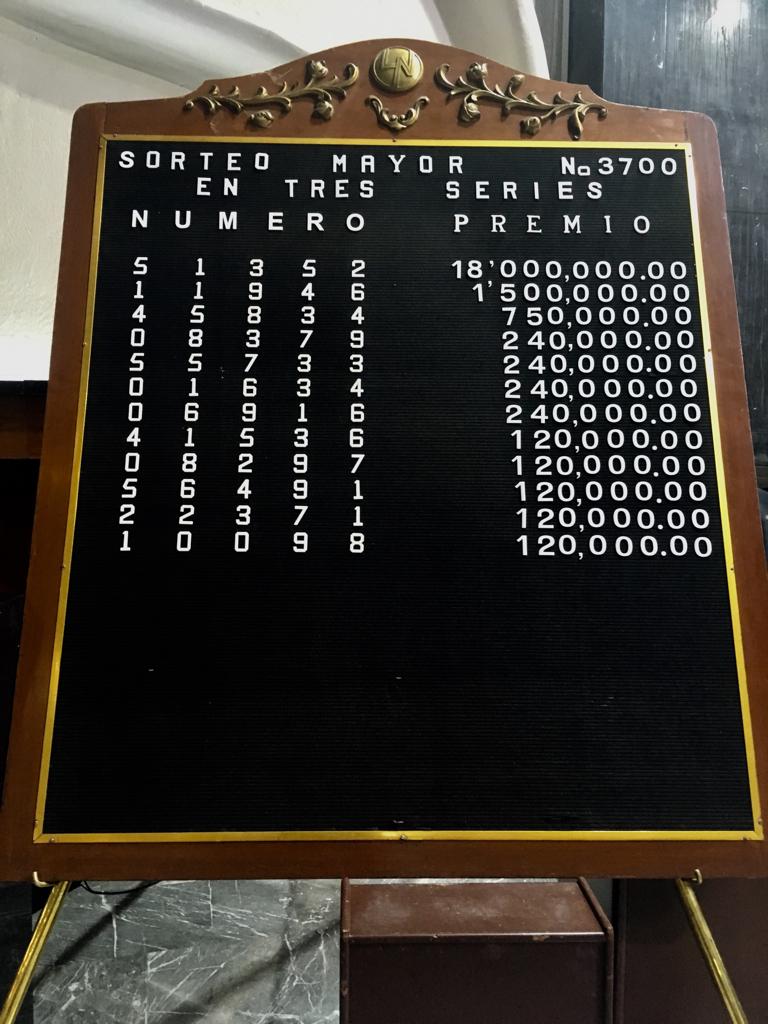 LN
SORTEO MAYOR No 3700
EN TRES SERIES
NUMERO PREMIO
5 1 3 5 2 18'000,000.00
1 1 9 4 6 1'500,000.00
4 5 8 3 4 750,000.00
0 8 3 7 9 240,000.00
5 5 7 3 3 240,000.00
0 1 6 3 4 240,000.00
0 6 9 1 6 240,000.00
4 1 5 3 6 120,000.00
0 8 2 9 7 120,000.00
5 6 4 9 1 120,000.00
2 2 3 7 1 120,000.00
1 0 0 9 8 120,000.00